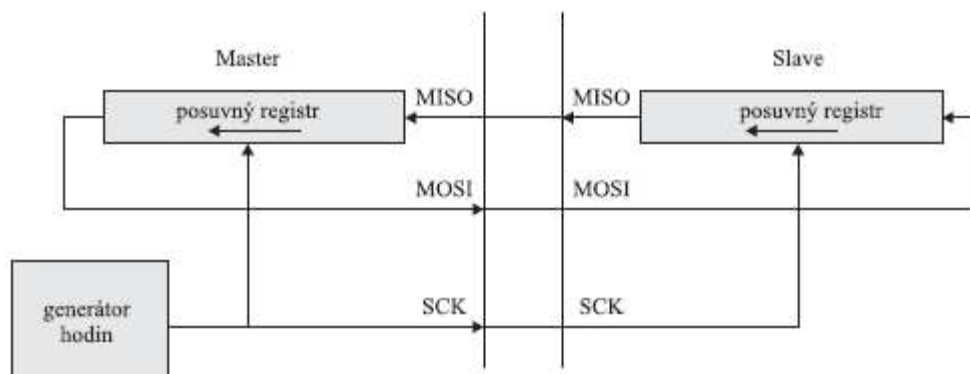 Master
Slave
posuvný registr
MISO
MISO
posuvný registr
MOSI
MOSI
generátor
hodin
SCK
SCK